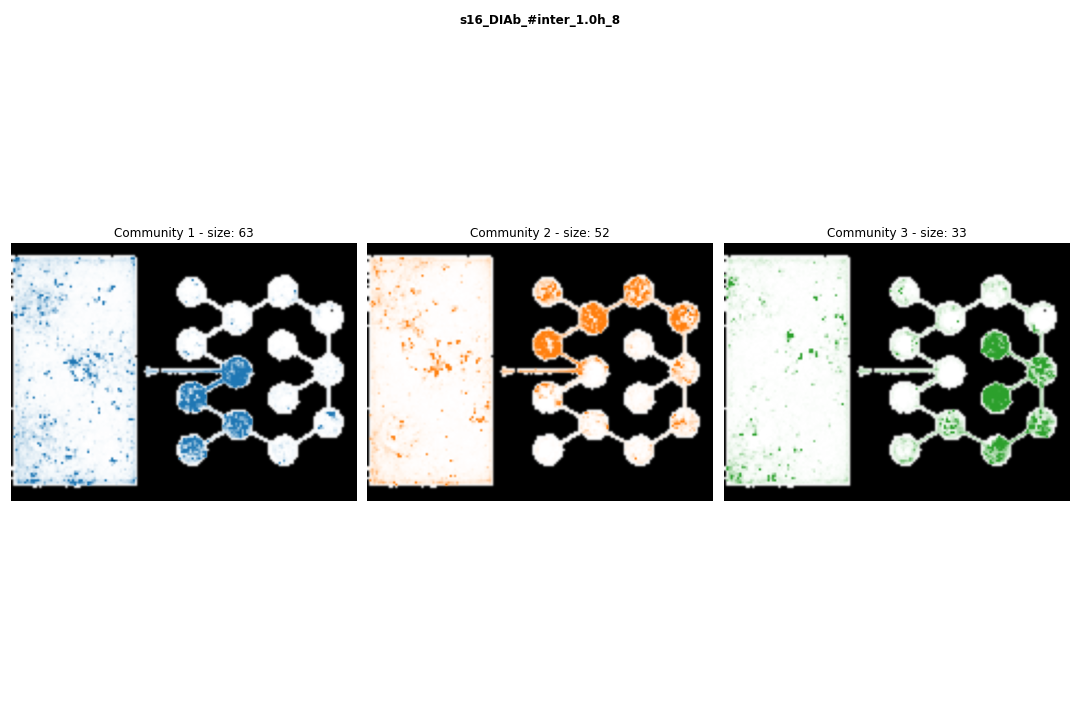 s16_DIAb_#inter_1.0h_8
Community 1 - size: 63
Community 2 - size: 52
Community 3 - size: 33